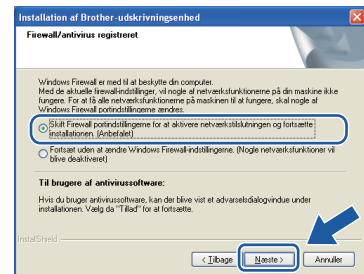 Installation af Brother-udskrivningsenhed
Firewall/antivirus registreret
Windows Firewall er med til at beskytte din computer.
Med de aktuelle firewall-indstillinger, vil nogle af netværksfunktionerne på din maskine ikke
fungere. For at få alle netværksfunktionerne på maskinen til at fungere, skal nogle af
Windows Firewall portindstillingerne ændres.
Skift Firewall portindstillingerne for at aktivere netværkstilslutningen og fortsætte
installationen. (Anbefalet)
Fortsæt uden at ændre Windows Firewall-indstillingerne. (Nogle netværksfunktioner vil
blive deaktiveret)
Til brugere af antivirussoftware:
Hvis du bruger antivirussoftware, kan der blive vist et advarselsdialogvindue under
installationen. Vælg da "Tillad" for at fortsætte.
InstallShield
< Tilbage Næste > Annuller